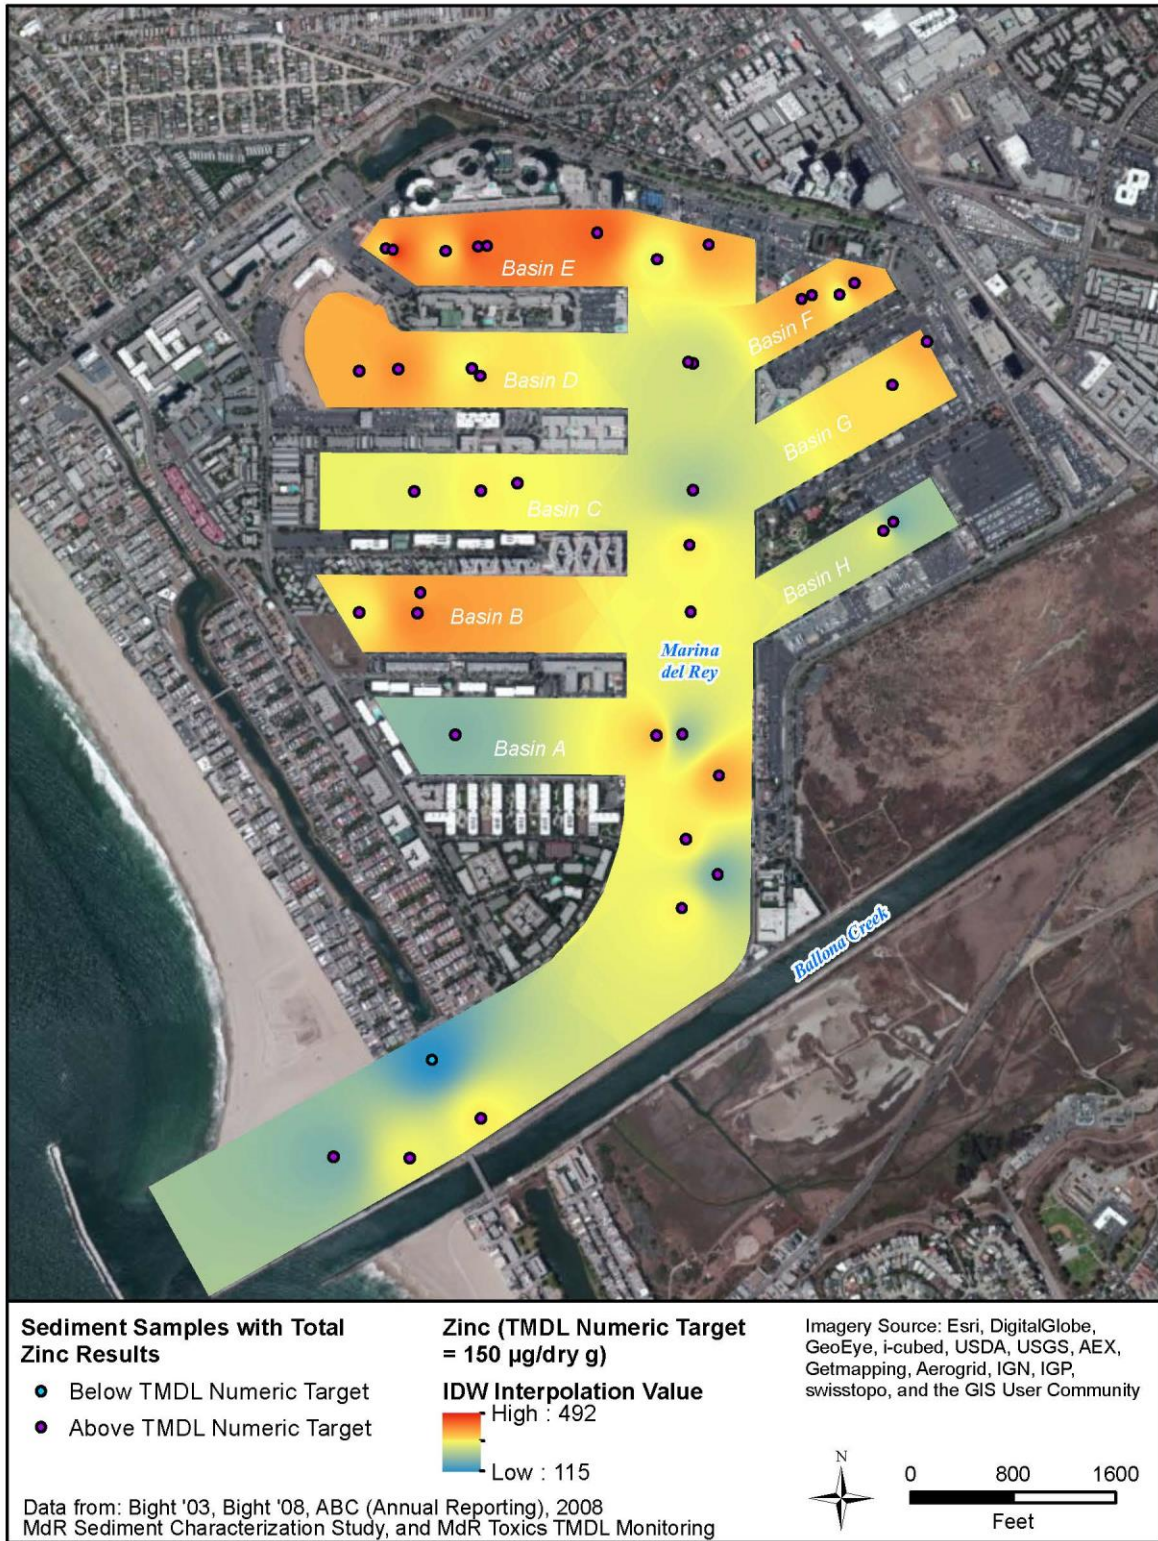 Basin E
Basin F
Basin D
Basin G
Basin C
Basin H
Basin B
Marina
del Rey
Basin A
Ballona Creek
Sediment Samples with Total
Zinc Results
Below TMDL Numeric Target
Above TMDL Numeric Target
Data from: Bight '03, Bight '08, ABC (Annual Reporting), 2008
MdR Sediment Characterization Study, and MdR Toxics TMDL Monitoring
Zinc (TMDL Numeric Target
= 150 µg/dry g)
IDW Interpolation Value
High : 492
Low : 115
Imagery Source: Esri, DigitalGlobe,
GeoEye, i-cubed, USDA, USGS, AEX,
Getmapping, Aerogrid, IGN, IGP,
swisstopo, and the GIS User Community
N
0 800 1600
Feet